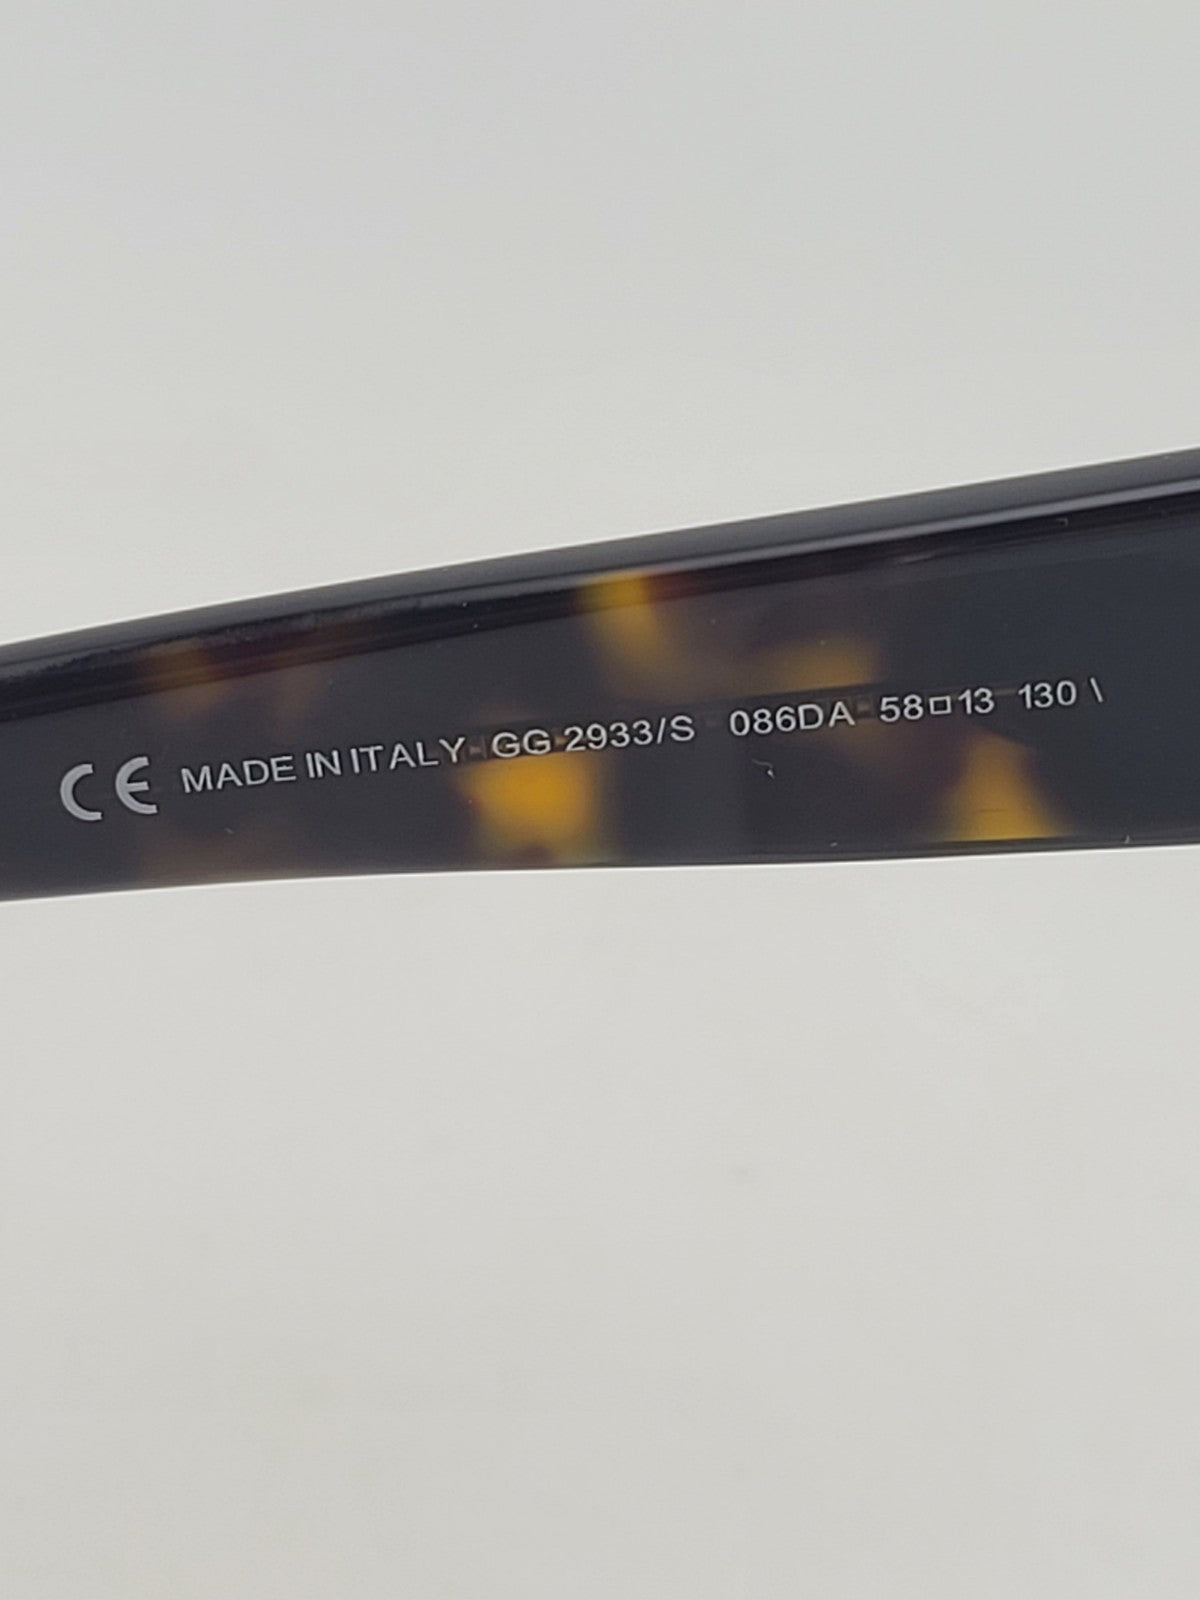 CE MADE IN ITALY GG 2933/S 086DA 58□13 130 \